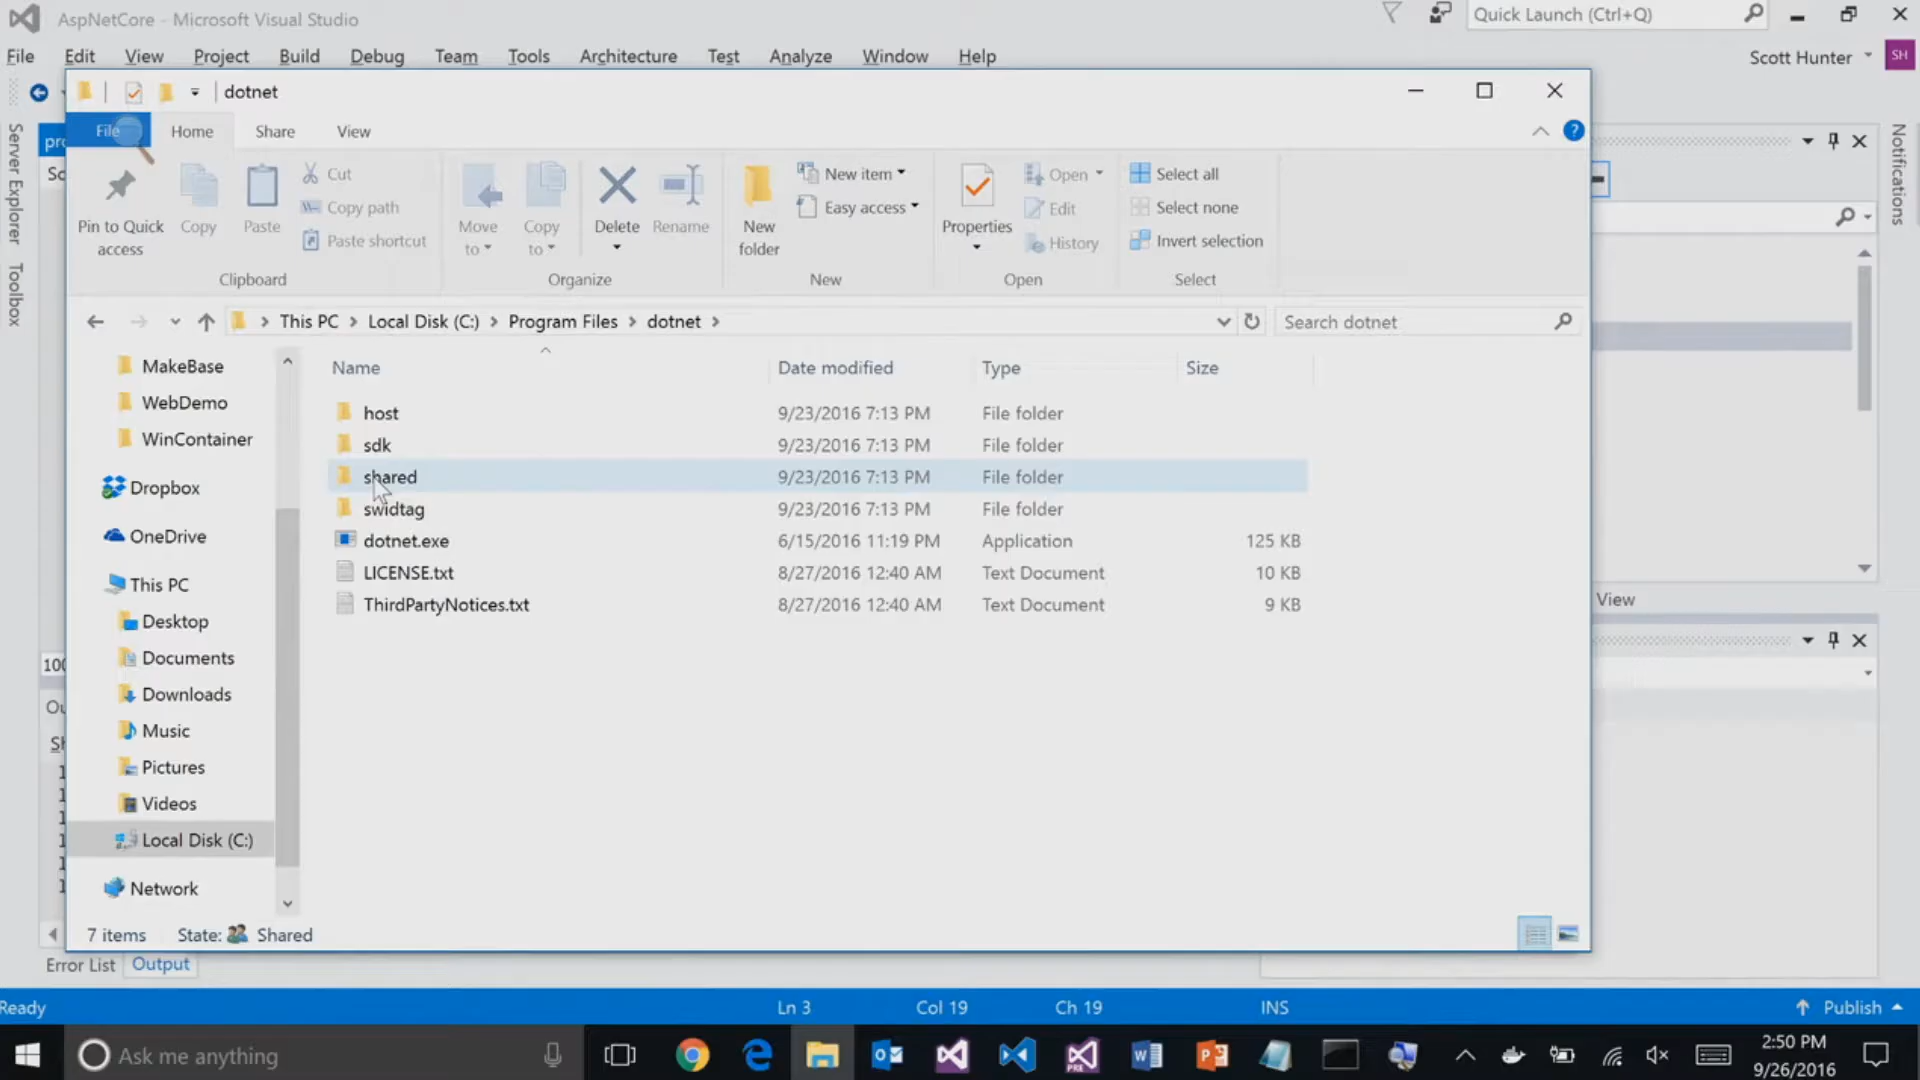 AspNetCore - Microsoft Visual Studio
Quick Launch (Ctrl+Q)
File Edit View Project Build Debug Team Tools Architecture Test Analyze Window Help
Scott Hunter SH
dotnet
File Home Share View
Server Explorer
Toolbox
Notifications
Pin to Quick access
Copy
Paste
Cut
Copy path
Paste shortcut
Clipboard
Move to
Copy to
Delete
Rename
Organize
New folder
New item
Easy access
New
Properties
Open
Edit
History
Open
Select all
Select none
Invert selection
Select
This PC > Local Disk (C:) > Program Files > dotnet >
Search dotnet
MakeBase
WebDemo
WinContainer
Dropbox
OneDrive
This PC
Desktop
Documents
Downloads
Music
Pictures
Videos
Local Disk (C:)
Network
Name Date modified Type Size
host 9/23/2016 7:13 PM File folder
sdk 9/23/2016 7:13 PM File folder
shared 9/23/2016 7:13 PM File folder
swidtag 9/23/2016 7:13 PM File folder
dotnet.exe 6/15/2016 11:19 PM Application 125 KB
LICENSE.txt 8/27/2016 12:40 AM Text Document 10 KB
ThirdPartyNotices.txt 8/27/2016 12:40 AM Text Document 9 KB
View
7 items State: Shared
Error List Output
Ready Ln 3 Col 19 Ch 19 INS Publish
Ask me anything
2:50 PM
9/26/2016